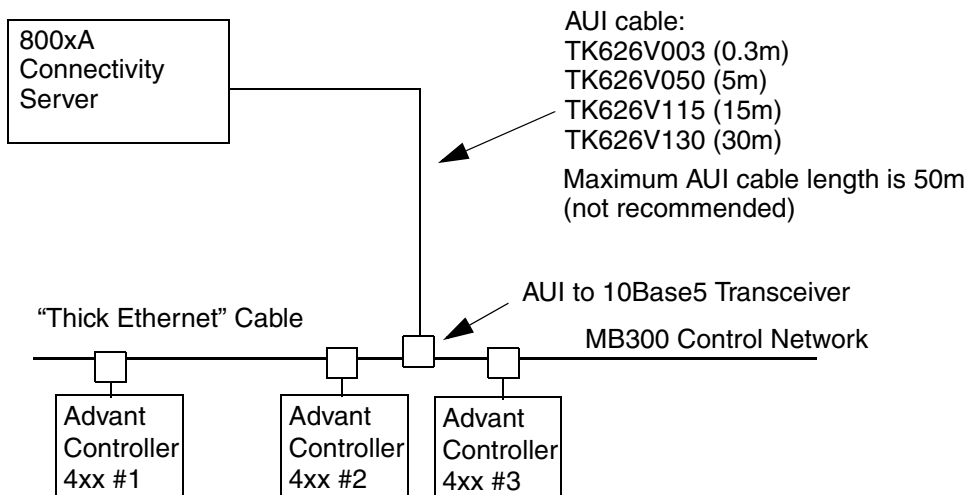 800xA
Connectivity
Server
AUI cable:
TK626V003 (0.3m)
TK626V050 (5m)
TK626V115 (15m)
TK626V130 (30m)
Maximum AUI cable length is 50m
(not recommended)
AUI to 10Base5 Transceiver
“Thick Ethernet” Cable
MB300 Control Network
Advant
Controller
4xx #1
Advant
Controller
4xx #2
Advant
Controller
4xx #3